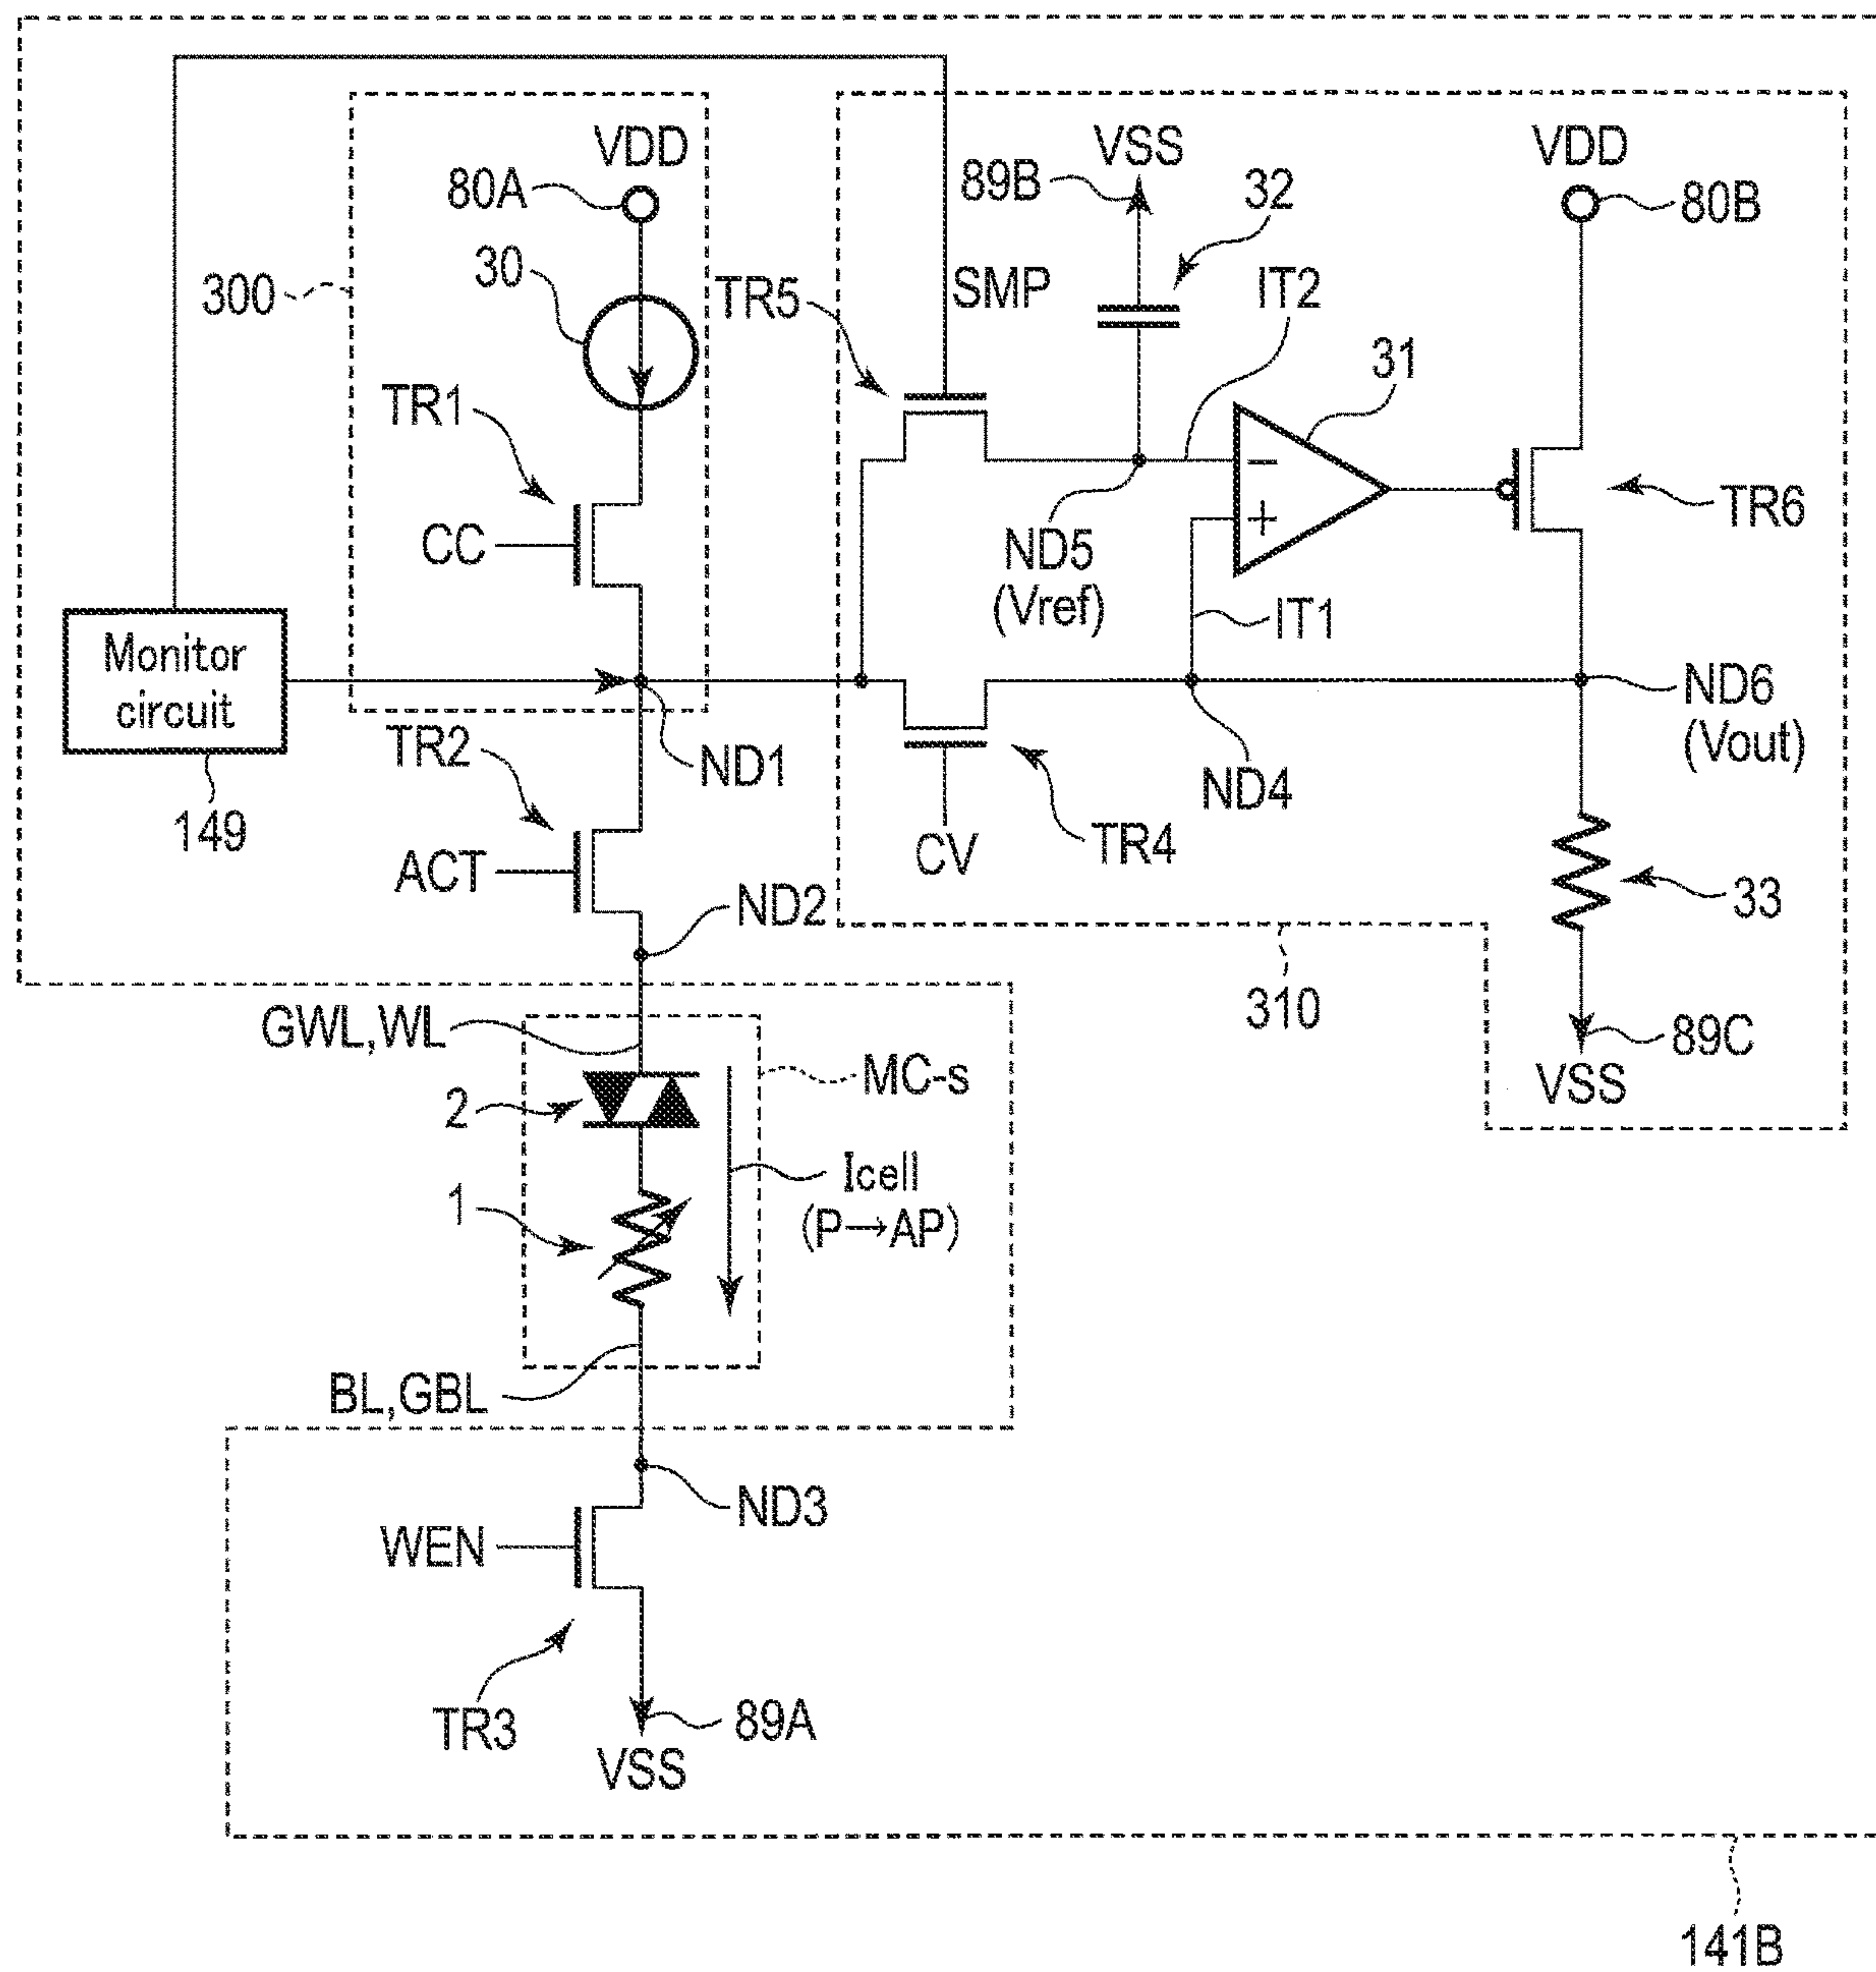 VDD
80A
30
300
TR1
CC
TR5
SMP
VSS
89B
32
IT2
31
VDD
80B
TR6
ND5
(Vref)
IT1
Monitor
circuit
149
TR2
ND1
ACT
ND2
CV
TR4
ND4
ND6
(Vout)
33
310
89C
VSS
GWL,WL
MC-s
2
Icell
(P→AP)
1
BL,GBL
ND3
WEN
TR3
89A
VSS
141B